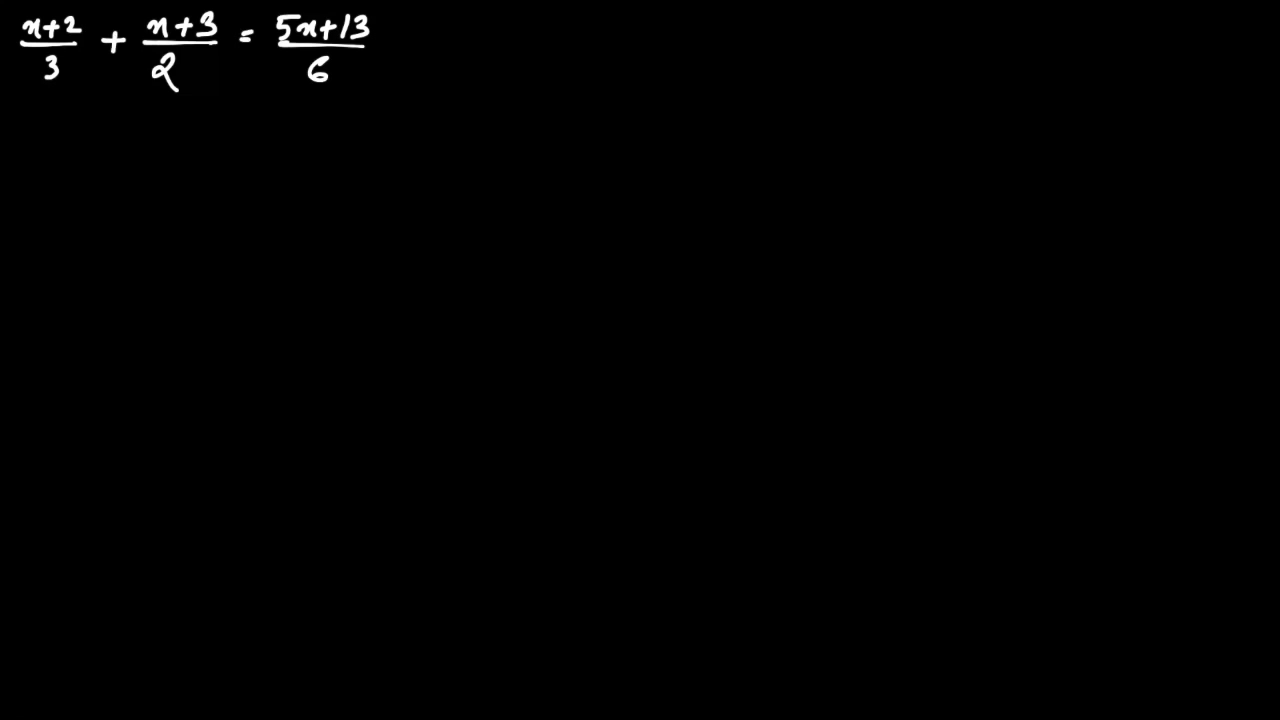 (x+2)/3 + (x+3)/2 = (5x+13)/6